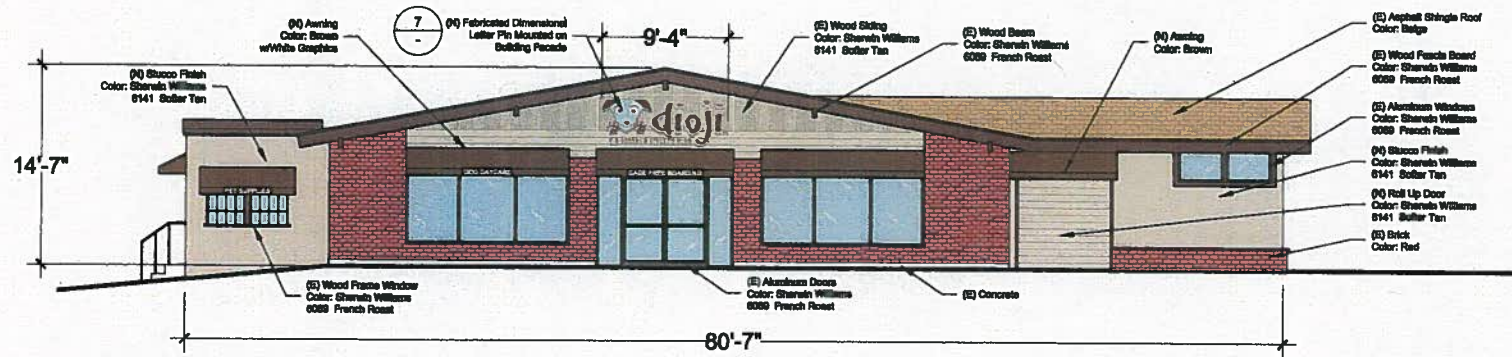 (N) Awning
Color: Brown
w/White Graphics
7
-
(N) Fabricated Dimensional
Letter Pin Mounted on
Building Facade
9'-4"
(E) Wood Siding
Color: Sherwin Williams
6141 Softer Tan
(E) Wood Beam
Color: Sherwin Williams
6069 French Roast
(N) Awning
Color: Brown
(E) Asphalt Shingle Roof
Color: Beige
(E) Wood Fascia Board
Color: Sherwin Williams
6069 French Roast
(E) Aluminum Windows
Color: Sherwin Williams
6069 French Roast
(N) Stucco Finish
Color: Sherwin Williams
6141 Softer Tan
(N) Roll Up Door
Color: Sherwin Williams
6141 Softer Tan
(E) Brick
Color: Red
(N) Stucco Finish
Color: Sherwin Williams
6141 Softer Tan
14'-7"
dioji
PET SUPPLIES
DOG DAYCARE
CAGE FREE BOARDING
(E) Wood Frame Window
Color: Sherwin Williams
6069 French Roast
(E) Aluminum Doors
Color: Sherwin Williams
6069 French Roast
(E) Concrete
80'-7"